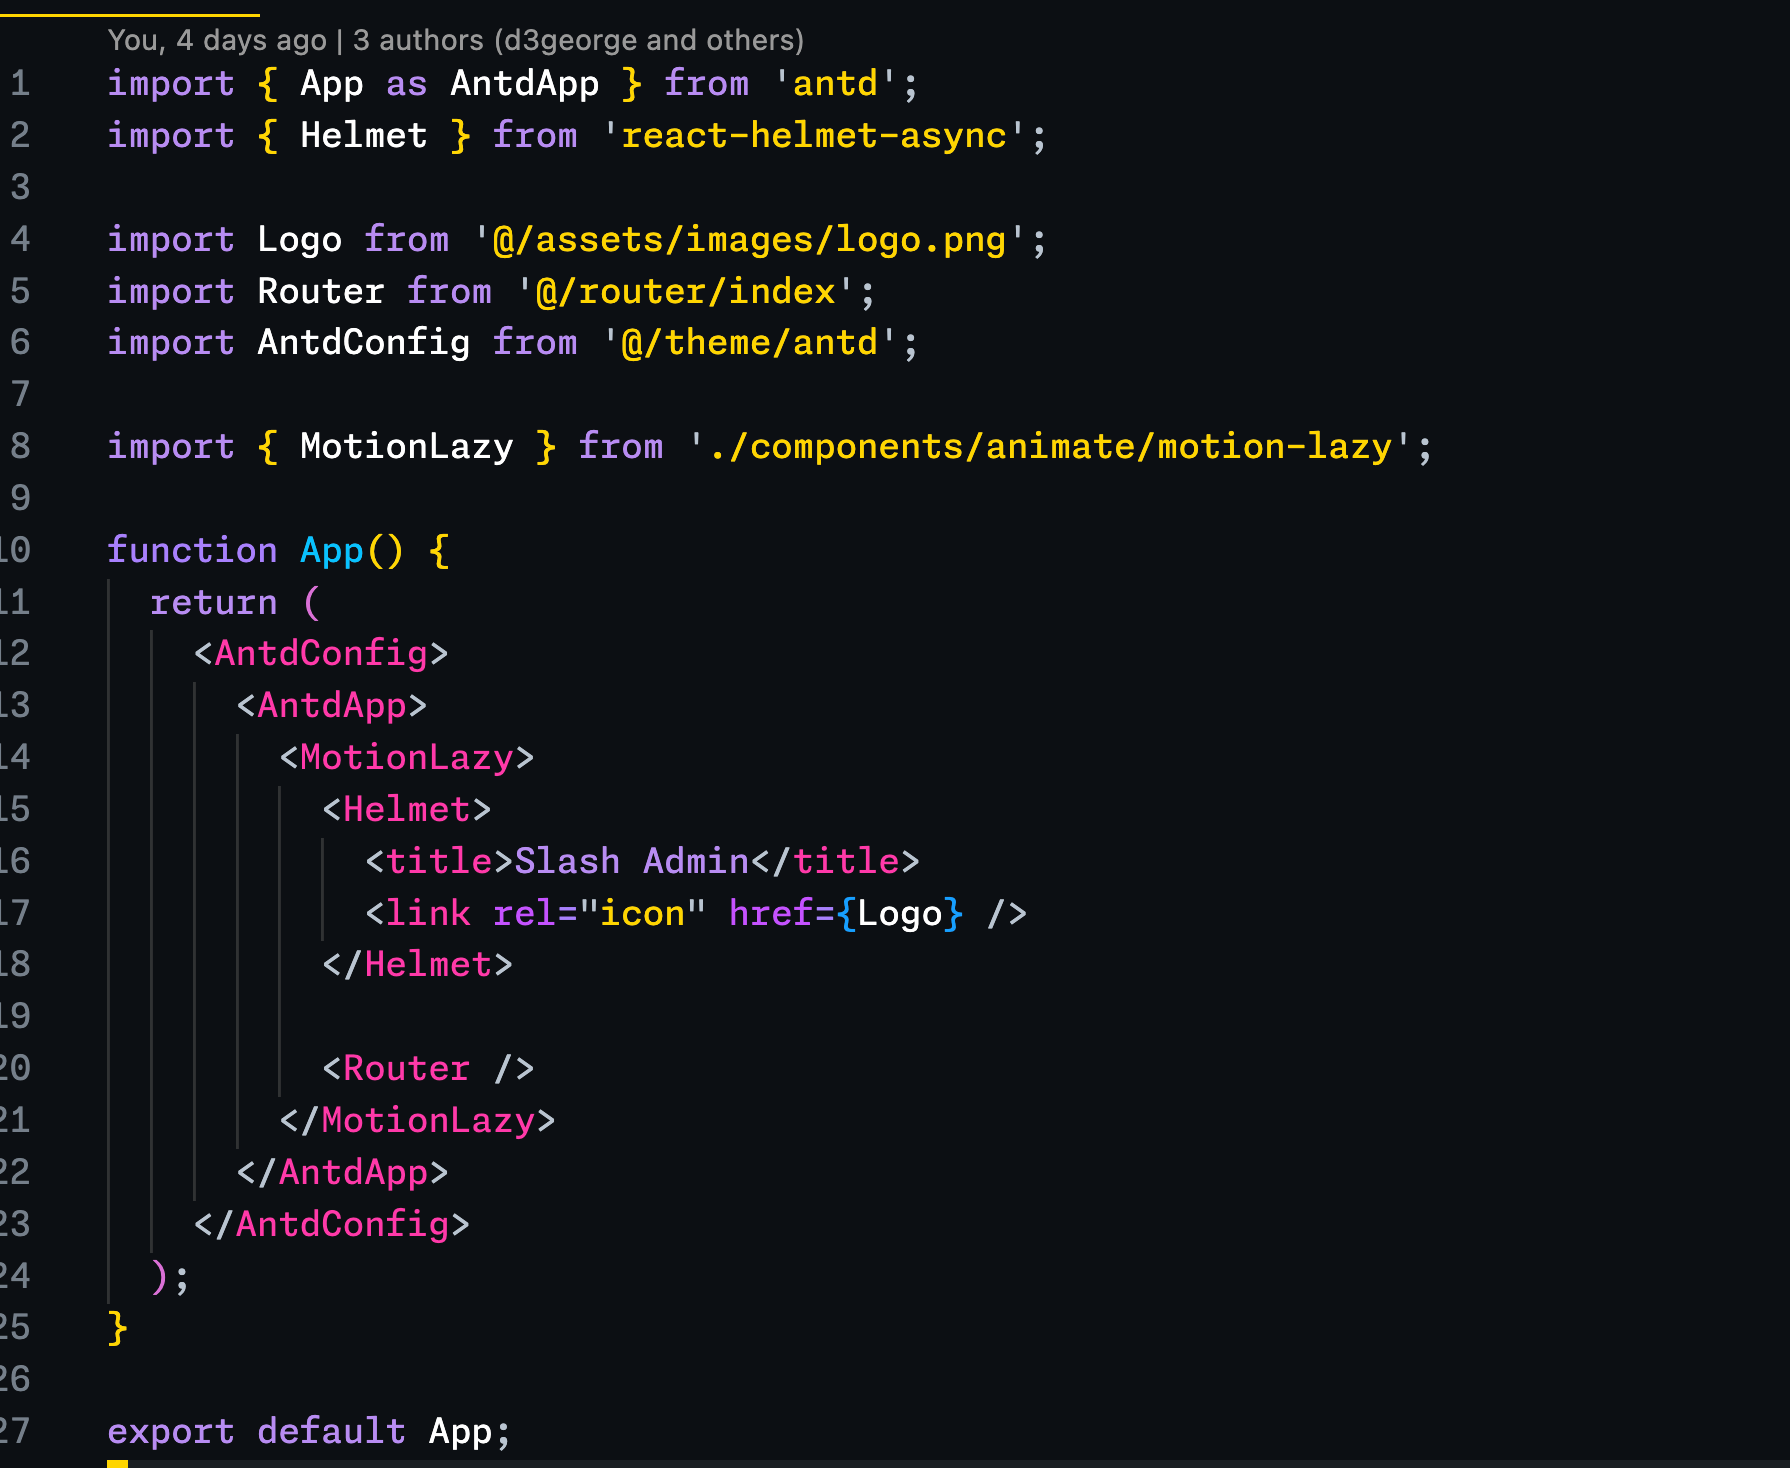 You, 4 days ago | 3 authors (d3george and others)
1 import { App as AntdApp } from 'antd';
2 import { Helmet } from 'react-helmet-async';
3
4 import Logo from '@/assets/images/logo.png';
5 import Router from '@/router/index';
6 import AntdConfig from '@/theme/antd';
7
8 import { MotionLazy } from './components/animate/motion-lazy';
9
10 function App() {
11   return (
12     <AntdConfig>
13       <AntdApp>
14         <MotionLazy>
15           <Helmet>
16             <title>Slash Admin</title>
17             <link rel="icon" href={Logo} />
18           </Helmet>
19
20           <Router />
21         </MotionLazy>
22       </AntdApp>
23     </AntdConfig>
24   );
25 }
26
27 export default App;